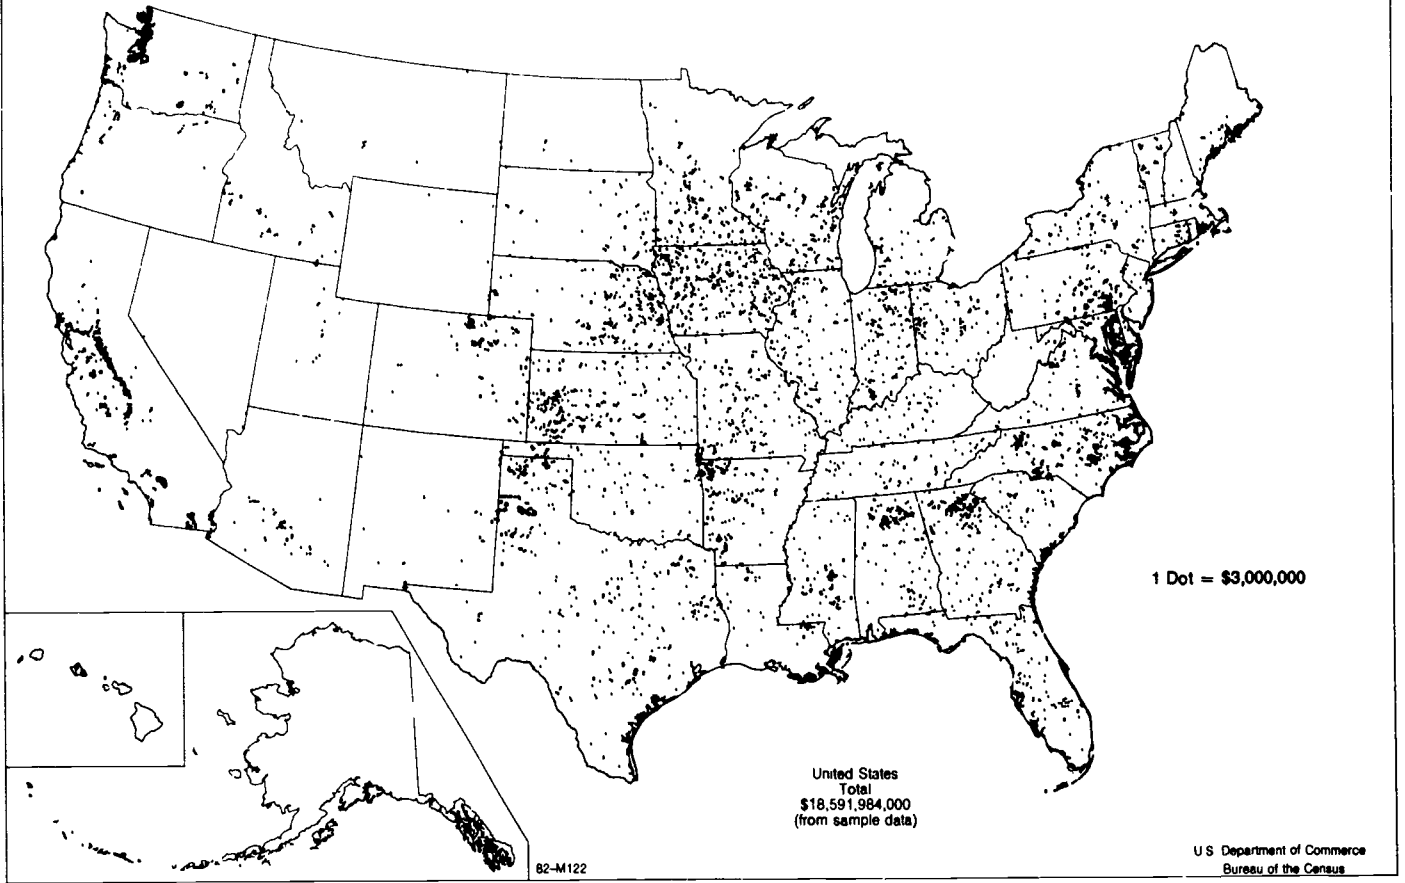 1 Dot = $3,000,000
United States
Total
$18,591,984,000
(from sample data)
82-M122
U S Department of Commerce
Bureau of the Census